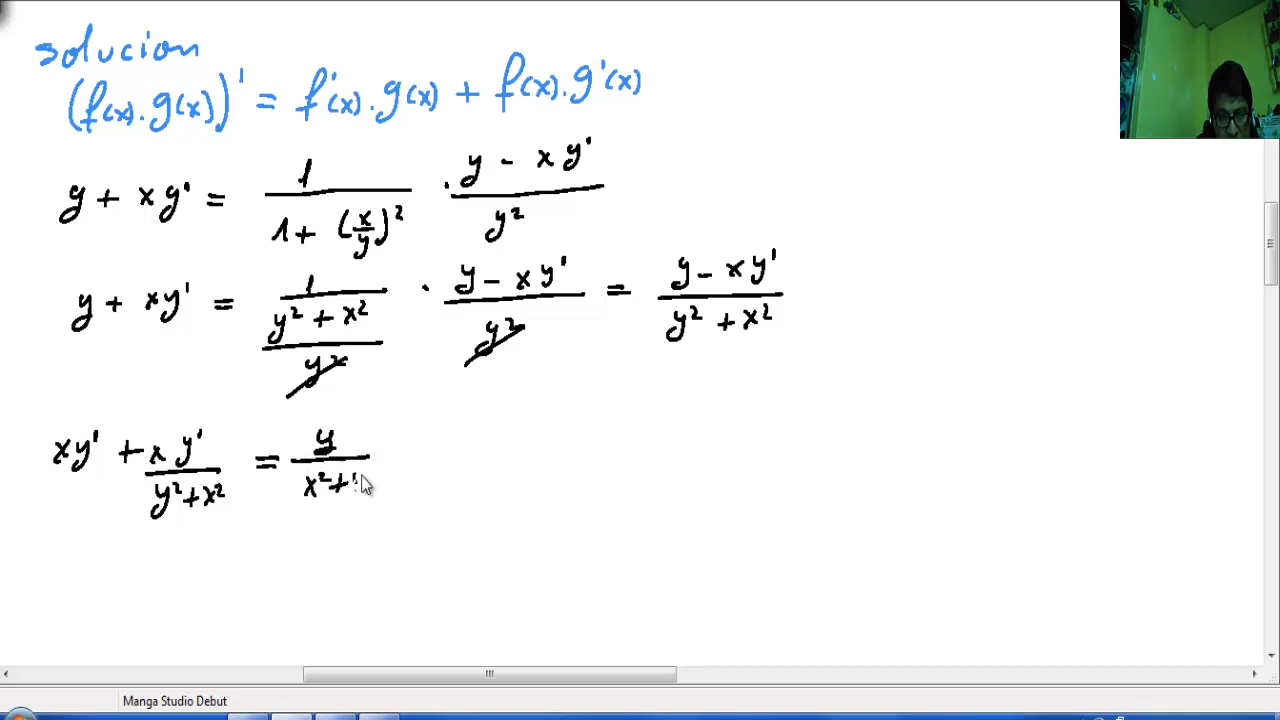 solucion
(f(x).g(x))' = f'(x).g(x) + f(x).g'(x)
y + xy' = 1/(1+(x/y)²) · (y - xy')/y²
y + xy' = 1/((y²+x²)/y²) · (y - xy')/y² = (y - xy')/(y²+x²)
xy' + xy'/(y²+x²) = y/(x²+
Manga Studio Debut